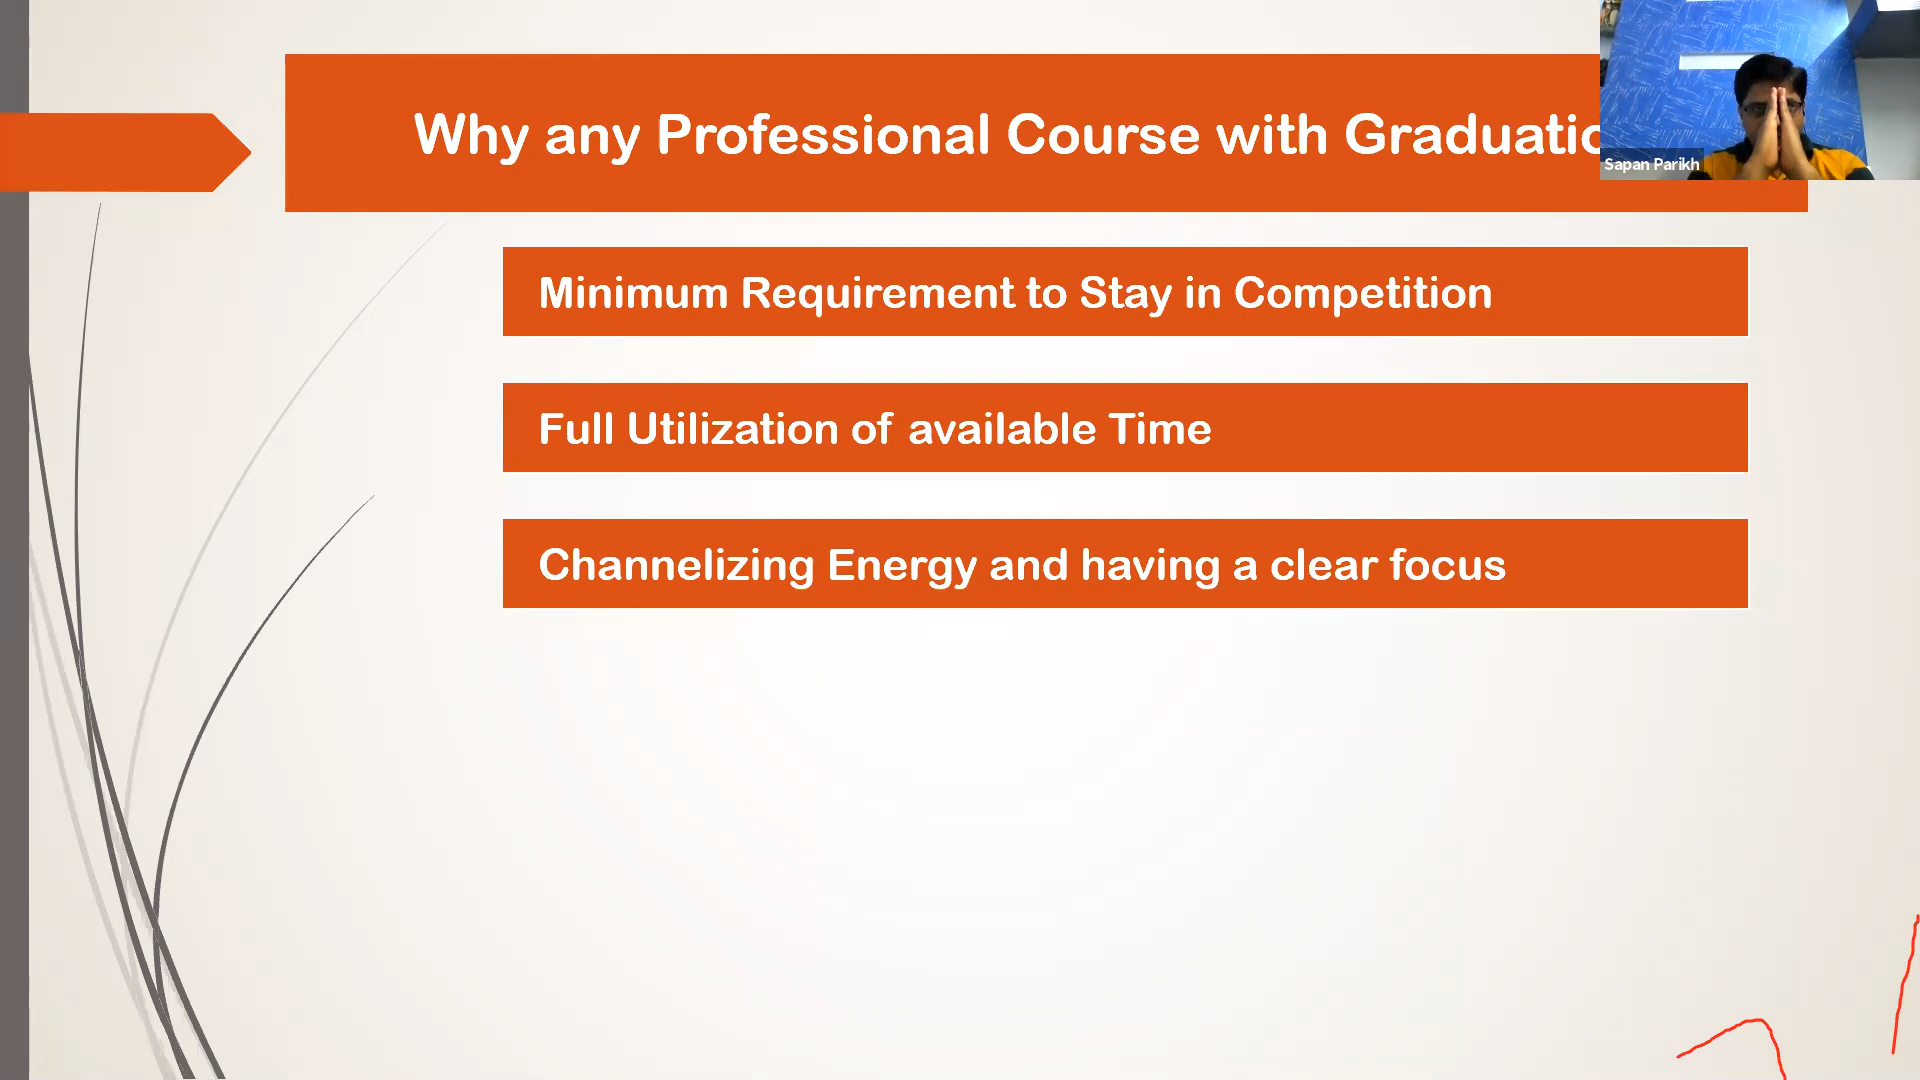 Why any Professional Course with
Sapan Parikh
Minimum Requirement to Stay in Competition
Full Utilization of available Time
Channelizing Energy and having a clear focus